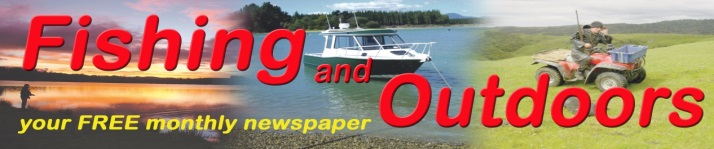 Fishing
and
Outdoors
your FREE monthly newspaper